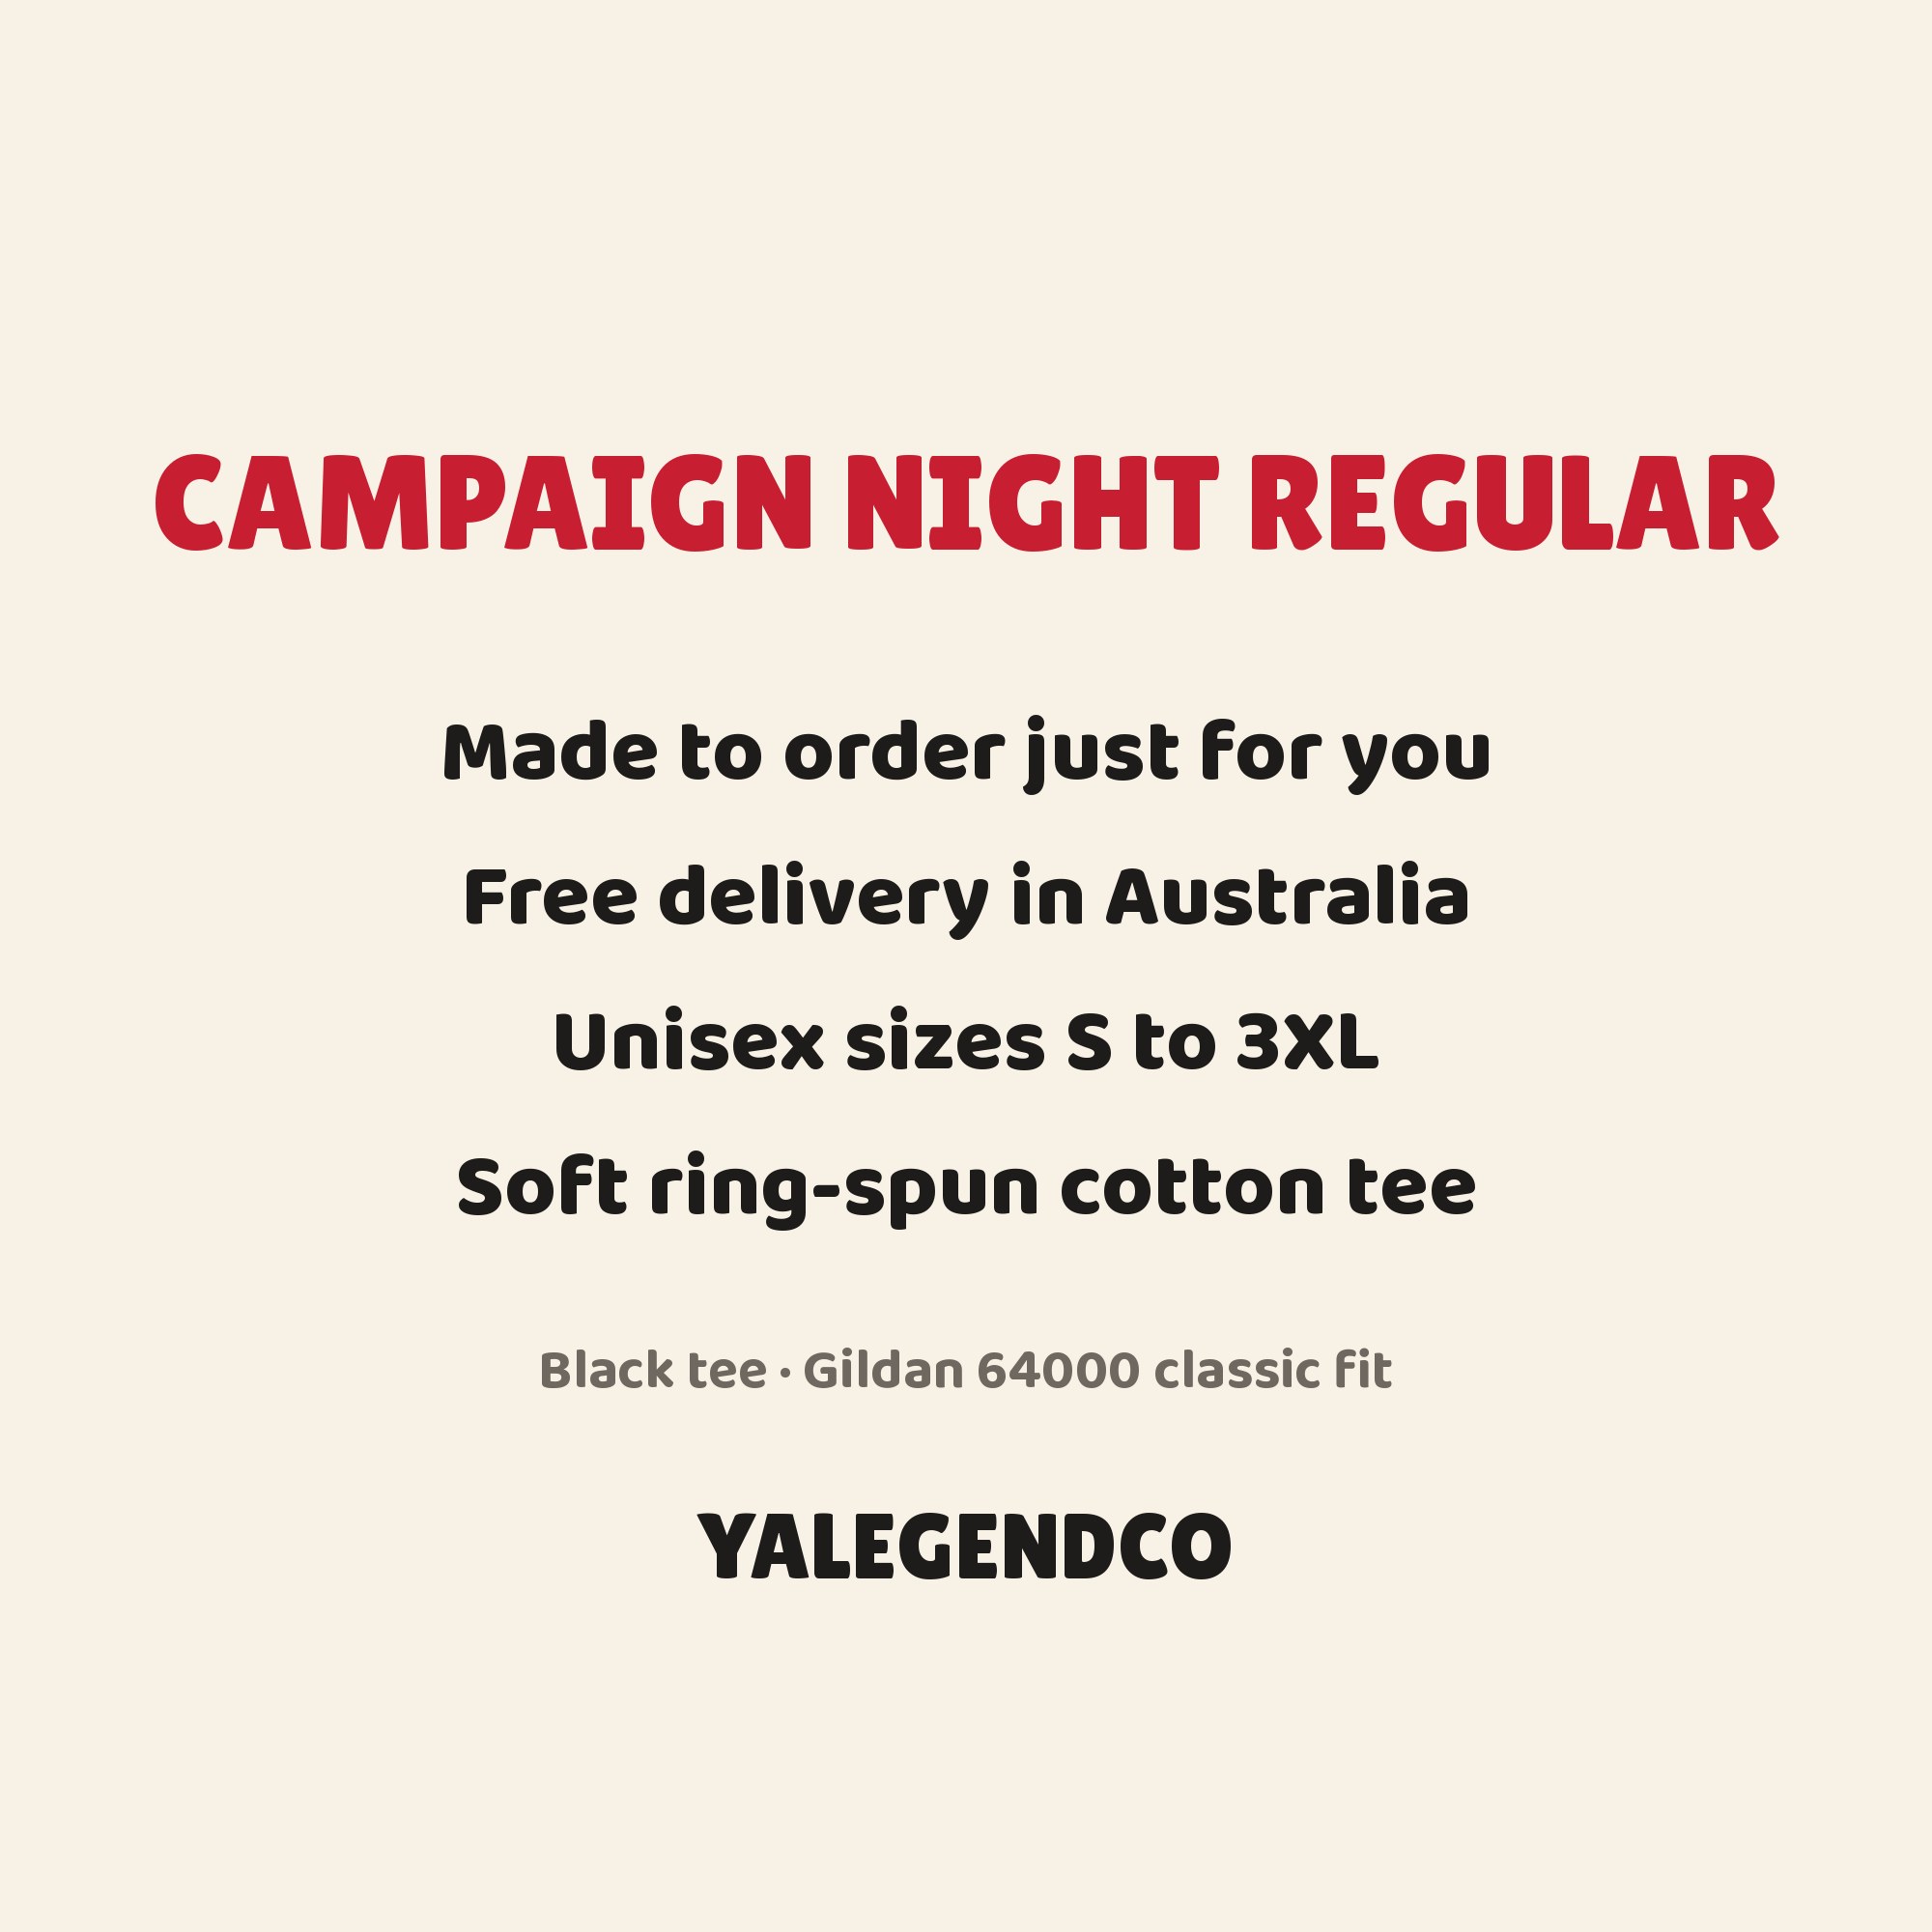 CAMPAIGN NIGHT REGULAR
Made to order just for you
Free delivery in Australia
Unisex sizes S to 3XL
Soft ring-spun cotton tee
Black tee • Gildan 64000 classic fit
YALEGENDCO